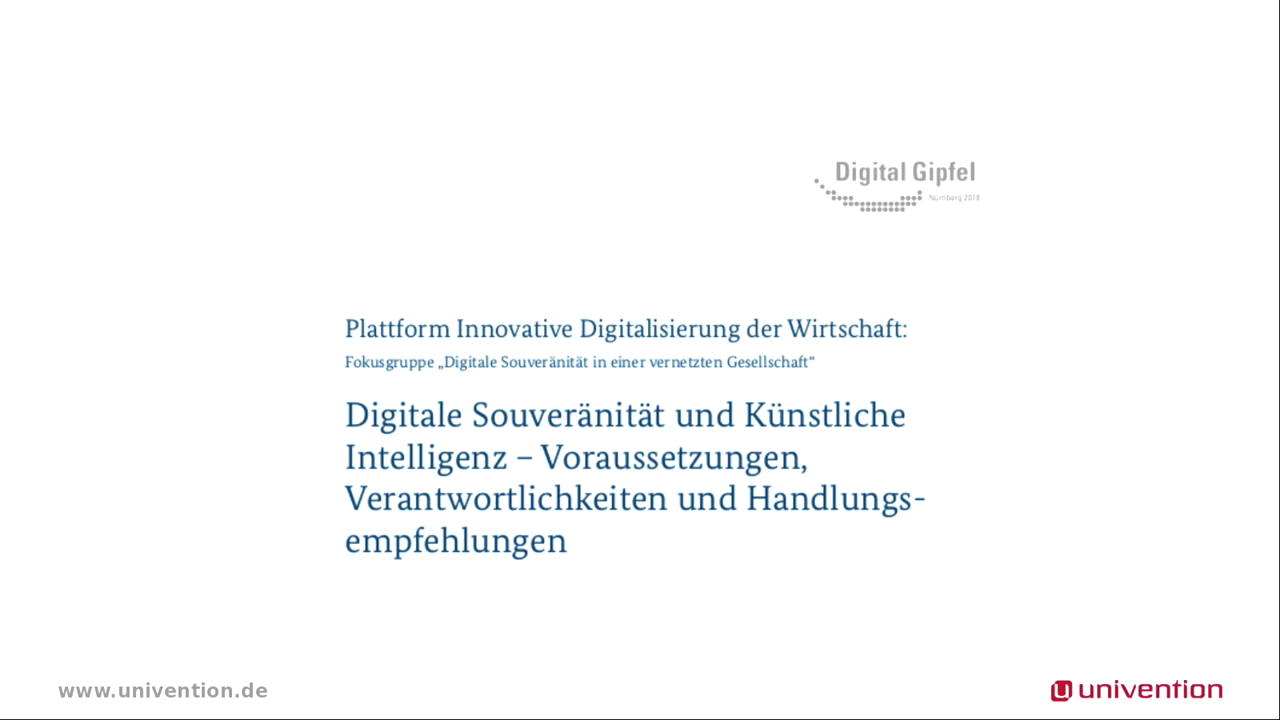 Digital Gipfel
Nürnberg 2018
Plattform Innovative Digitalisierung der Wirtschaft:
Fokusgruppe „Digitale Souveränität in einer vernetzten Gesellschaft“
Digitale Souveränität und Künstliche
Intelligenz – Voraussetzungen,
Verantwortlichkeiten und Handlungs-
empfehlungen
www.univention.de
univention